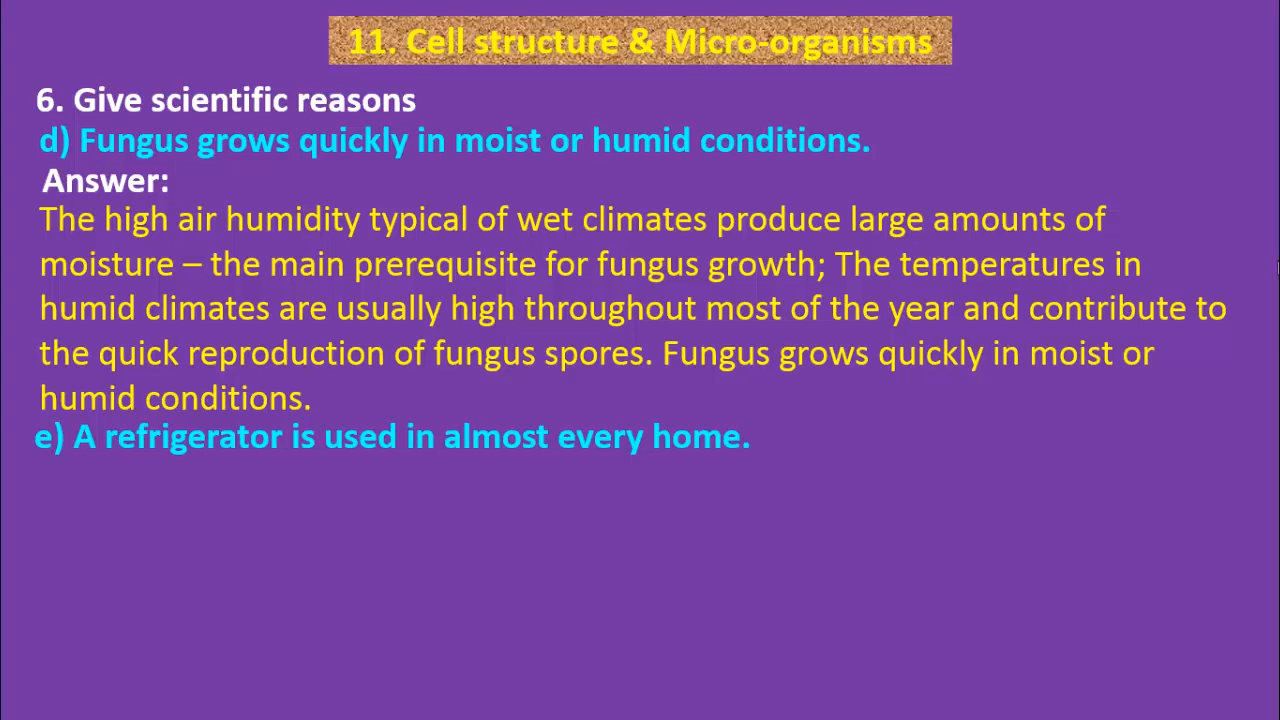 11. Cell structure & Micro-organisms
6. Give scientific reasons
d) Fungus grows quickly in moist or humid conditions.
Answer:
The high air humidity typical of wet climates produce large amounts of
moisture – the main prerequisite for fungus growth; The temperatures in
humid climates are usually high throughout most of the year and contribute to
the quick reproduction of fungus spores. Fungus grows quickly in moist or
humid conditions.
e) A refrigerator is used in almost every home.